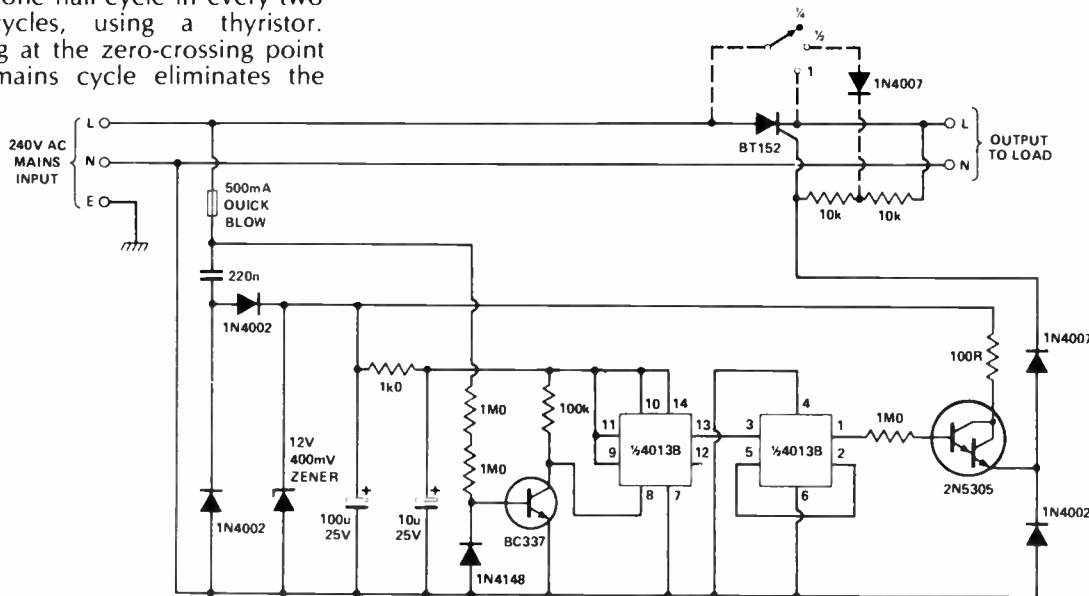 one half-cycle in every two
cycles, using a thyristor.
g at the zero-crossing point
mains cycle eliminates the
¼
½
1
1N4007
240V AC
MAINS
INPUT
L
N
E
BT152
L
N
OUTPUT
TO LOAD
500mA
QUICK
BLOW
10k
10k
220n
1N4002
1N4007
100R
1k0
1M0
100k
10
14
4
11
13
3
1
1M0
½4013B
½4013B
12V
400mV
ZENER
1M0
9
12
5
2
8
7
6
2N5305
1N4002
100u
25V
10u
25V
BC337
1N4002
1N4148